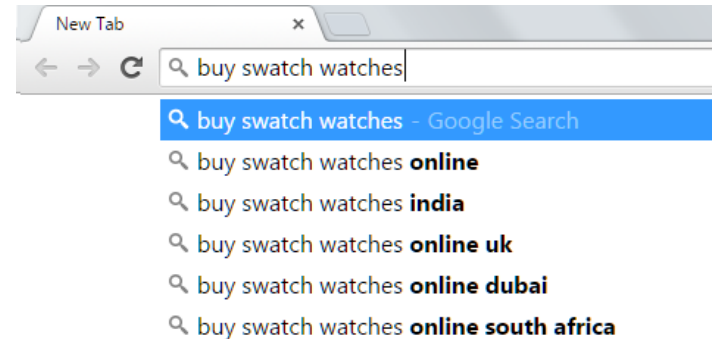 New Tab
buy swatch watches
buy swatch watches - Google Search
buy swatch watches online
buy swatch watches india
buy swatch watches online uk
buy swatch watches online dubai
buy swatch watches online south africa